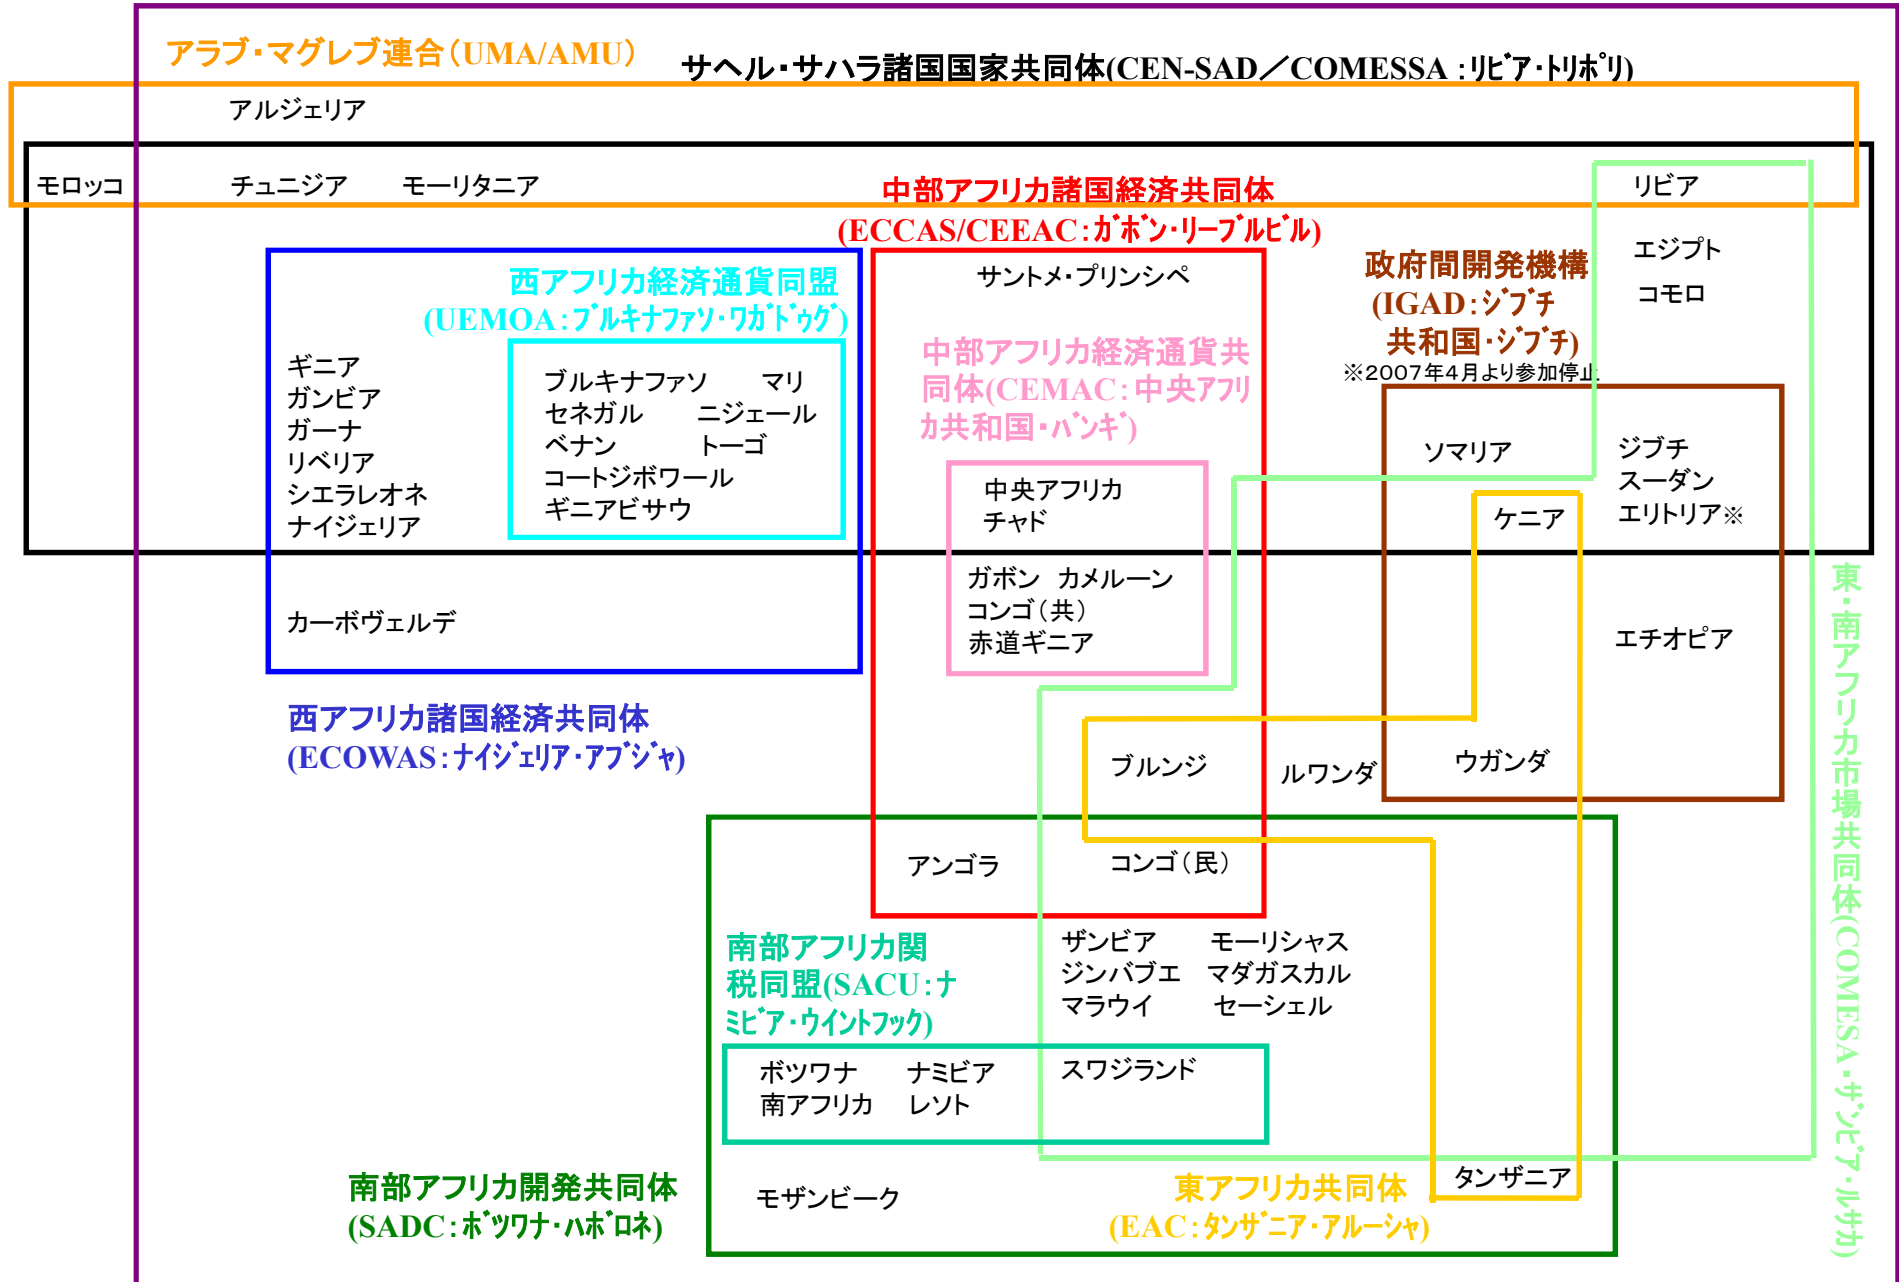 アラブ・マグレブ連合(UMA/AMU)
サヘル・サハラ諸国国家共同体(CEN-SAD／COMESSA：ﾘﾋﾞｱ・ﾄﾘﾎﾟﾘ)
アルジェリア
モロッコ チュニジア モーリタニア
リビア
エジプト
コモロ
中部アフリカ諸国経済共同体
(ECCAS/CEEAC：ｶﾞﾎﾞﾝ・ﾘｰﾌﾞﾙﾋﾞﾙ)
サントメ・プリンシペ
政府間開発機構
(IGAD：ｼﾞﾌﾞﾁ
共和国・ｼﾞﾌﾞﾁ)
※2007年4月より参加停止
西アフリカ経済通貨同盟
(UEMOA：ﾌﾞﾙｷﾅﾌｧｿ・ﾜｶﾞﾄﾞｩｸﾞ)
ギニア
ガンビア
ガーナ
リベリア
シエラレオネ
ナイジェリア
ブルキナファソ マリ
セネガル ニジェール
ベナン トーゴ
コートジボワール
ギニアビサウ
中部アフリカ経済通貨共
同体(CEMAC：中央ｱﾌﾘ
ｶ共和国・ﾊﾞﾝｷﾞ)
中央アフリカ
チャド
ソマリア
ケニア
ジブチ
スーダン
エリトリア※
カーボヴェルデ
ガボン カメルーン
コンゴ（共）
赤道ギニア
エチオピア
西アフリカ諸国経済共同体
(ECOWAS：ﾅｲｼﾞｪﾘｱ・ｱﾌﾞｼﾞｬ)
ブルンジ ルワンダ ウガンダ
東・南アフリカ市場共同体(COMESA・ｻﾞﾝﾋﾞｱ・ﾙｻｶ)
アンゴラ コンゴ（民）
南部アフリカ関
税同盟(SACU：ﾅ
ﾐﾋﾞｱ・ｳｲﾝﾄﾌｯｸ)
ザンビア モーリシャス
ジンバブエ マダガスカル
マラウイ セーシェル
ボツワナ ナミビア スワジランド
南アフリカ レソト
南部アフリカ開発共同体
(SADC：ﾎﾞﾂﾜﾅ・ﾊﾎﾞﾛﾈ)
モザンビーク
東アフリカ共同体
(EAC：ﾀﾝｻﾞﾆｱ・ｱﾙｰｼｬ)
タンザニア